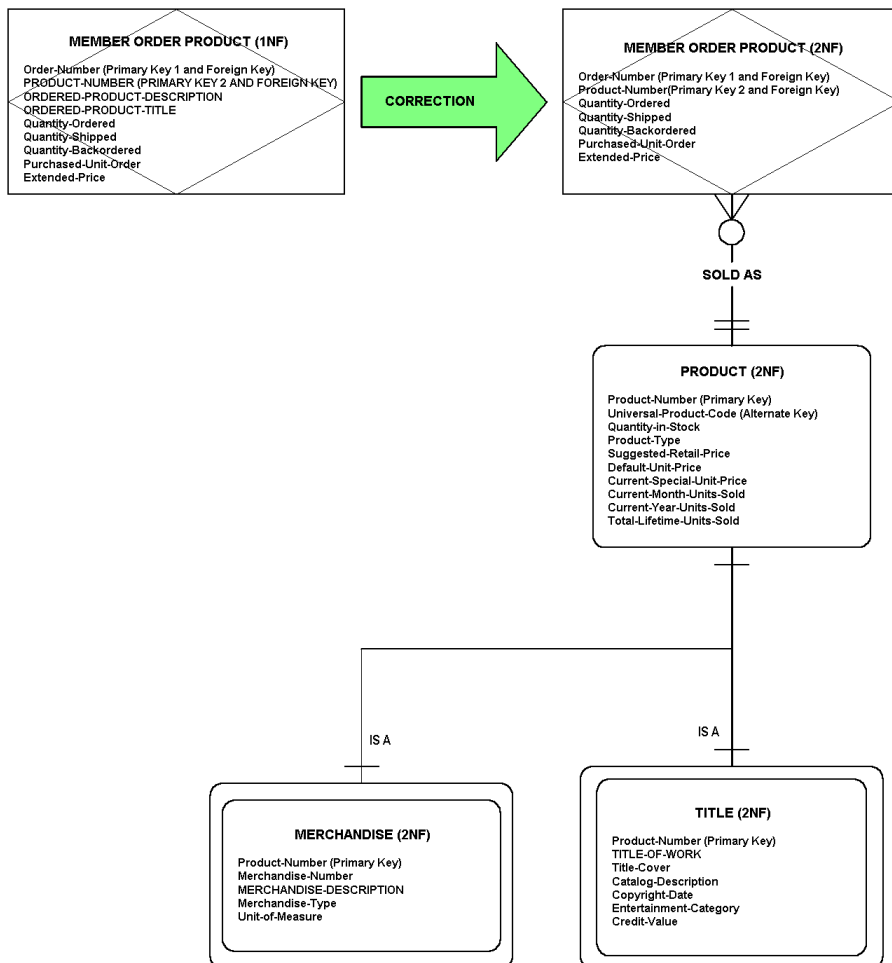 MEMBER ORDER PRODUCT (1NF)
Order-Number (Primary Key 1 and Foreign Key)
PRODUCT-NUMBER (PRIMARY KEY 2 AND FOREIGN KEY)
ORDERED-PRODUCT-DESCRIPTION
ORDERED-PRODUCT-TITLE
Quantity-Ordered
Quantity-Shipped
Quantity-Backordered
Purchased-Unit-Order
Extended-Price
CORRECTION
MEMBER ORDER PRODUCT (2NF)
Order-Number (Primary Key 1 and Foreign Key)
Product-Number(Primary Key 2 and Foreign Key)
Quantity-Ordered
Quantity-Shipped
Quantity-Backordered
Purchased-Unit-Order
Extended-Price
SOLD AS
PRODUCT (2NF)
Product-Number (Primary Key)
Universal-Product-Code (Alternate Key)
Quantity-in-Stock
Product-Type
Suggested-Retail-Price
Default-Unit-Price
Current-Special-Unit-Price
Current-Month-Units-Sold
Current-Year-Units-Sold
Total-Lifetime-Units-Sold
IS A
IS A
MERCHANDISE (2NF)
Product-Number (Primary Key)
Merchandise-Number
MERCHANDISE-DESCRIPTION
Merchandise-Type
Unit-of-Measure
TITLE (2NF)
Product-Number (Primary Key)
TITLE-OF-WORK
Title-Cover
Catalog-Description
Copyright-Date
Entertainment-Category
Credit-Value